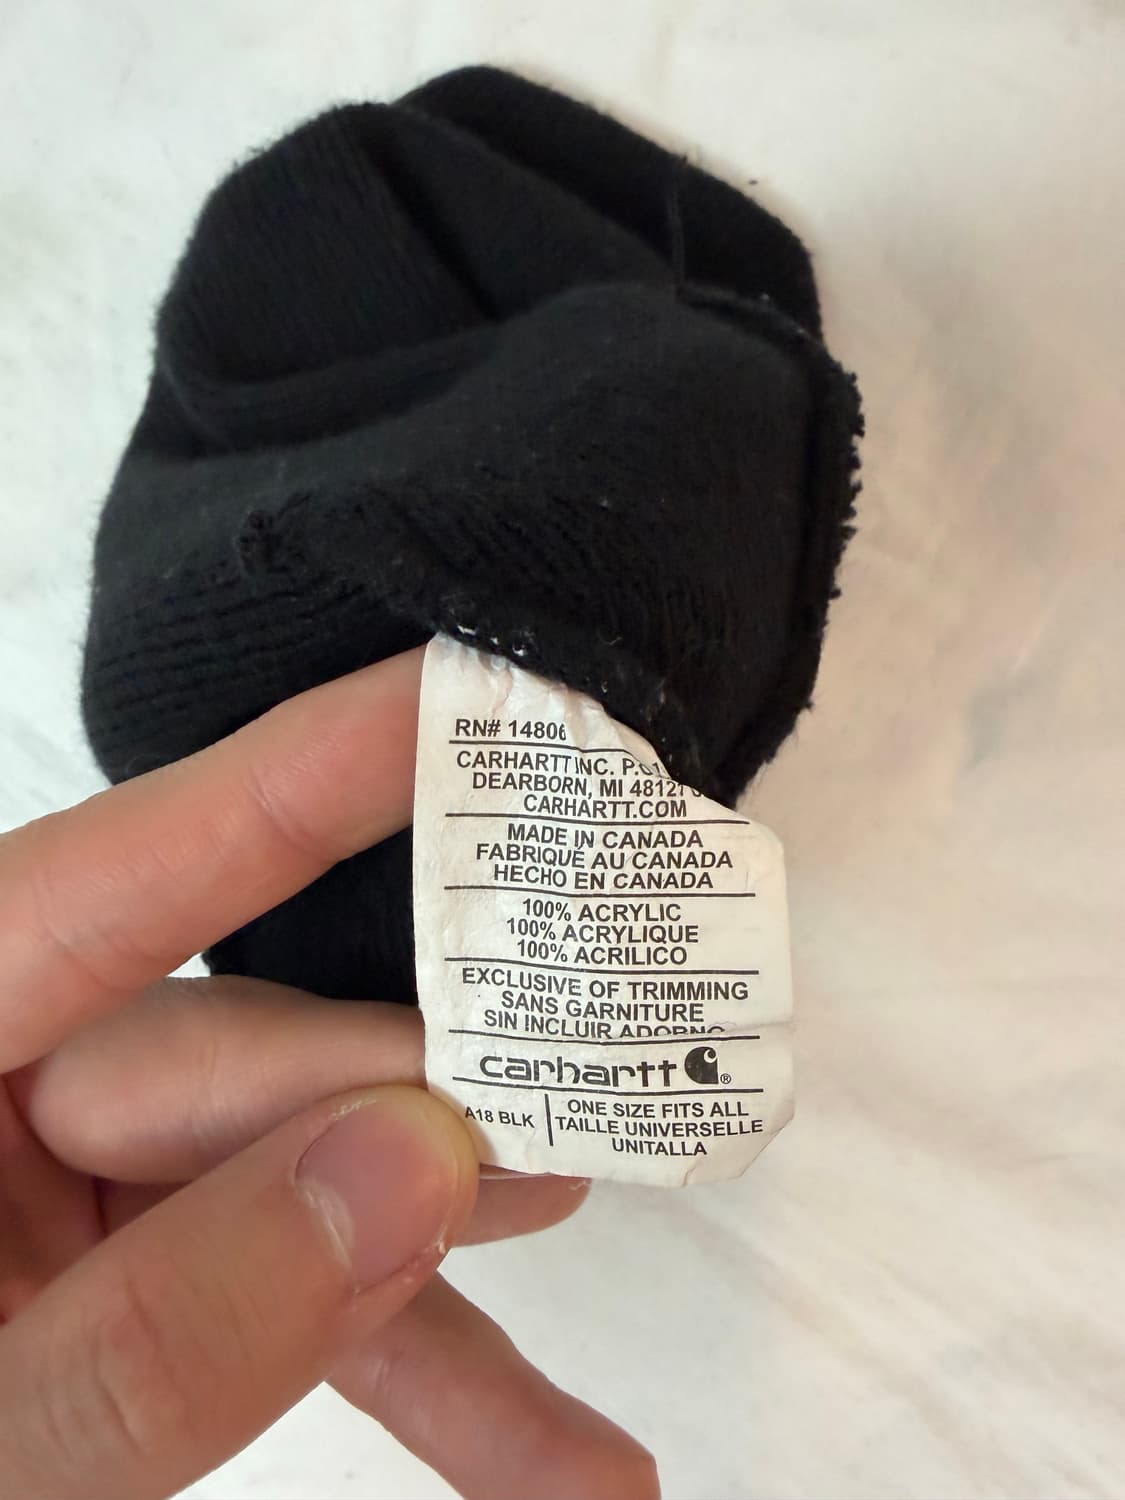 RN# 14806
CARHARTT INC.
DEARBORN, MI
CARHARTT.COM
MADE IN CANADA
FABRIQUÉ AU CANADA
HECHO EN CANADA
100% ACRYLIC
100% ACRYLIQUE
100% ACRILICO
EXCLUSIVE OF TRIMMING
SANS GARNITURE
SIN INCLUIR ADORNO
carhartt ®
A18 BLK
ONE SIZE FITS ALL
TAILLE UNIVERSELLE
UNITALLA